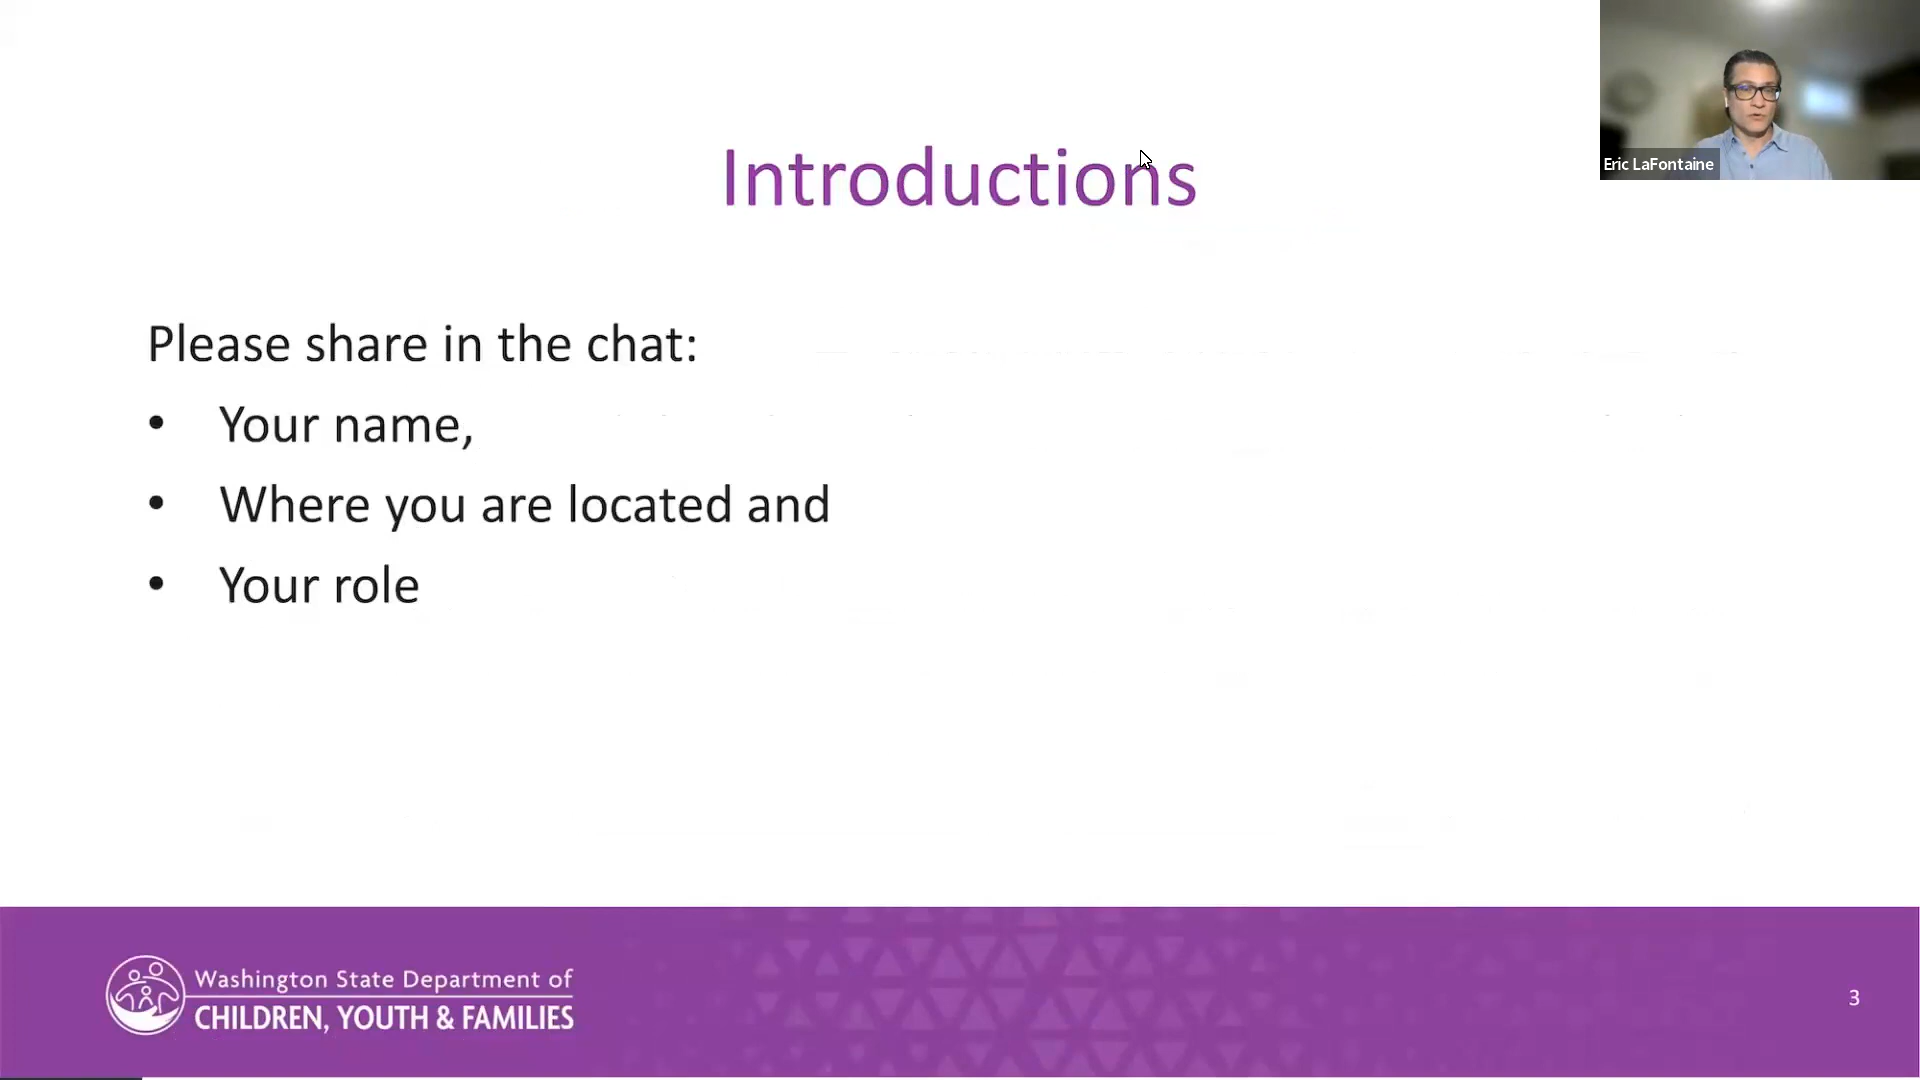 Introductions
Eric LaFontaine
Please share in the chat:
• Your name,
• Where you are located and
• Your role
Washington State Department of
CHILDREN, YOUTH & FAMILIES
3